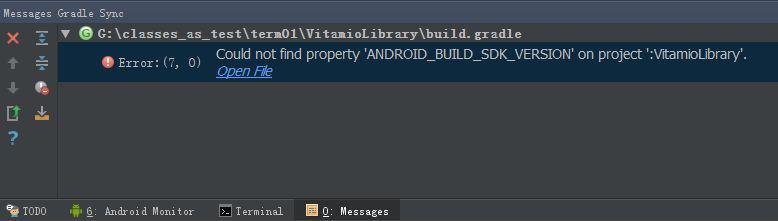 Messages Gradle Sync
G:\classes_as_test\term01\VitamioLibrary\build.gradle
Error:(7, 0) Could not find property 'ANDROID_BUILD_SDK_VERSION' on project ':VitamioLibrary'.
Open File
TODO 6: Android Monitor Terminal 0: Messages